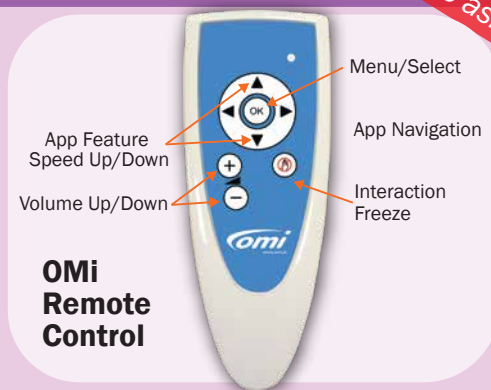 as
Menu/Select
OK
App Navigation
App Feature
Speed Up/Down
+
Volume Up/Down
−
Interaction
Freeze
omi
OMi
Remote
Control